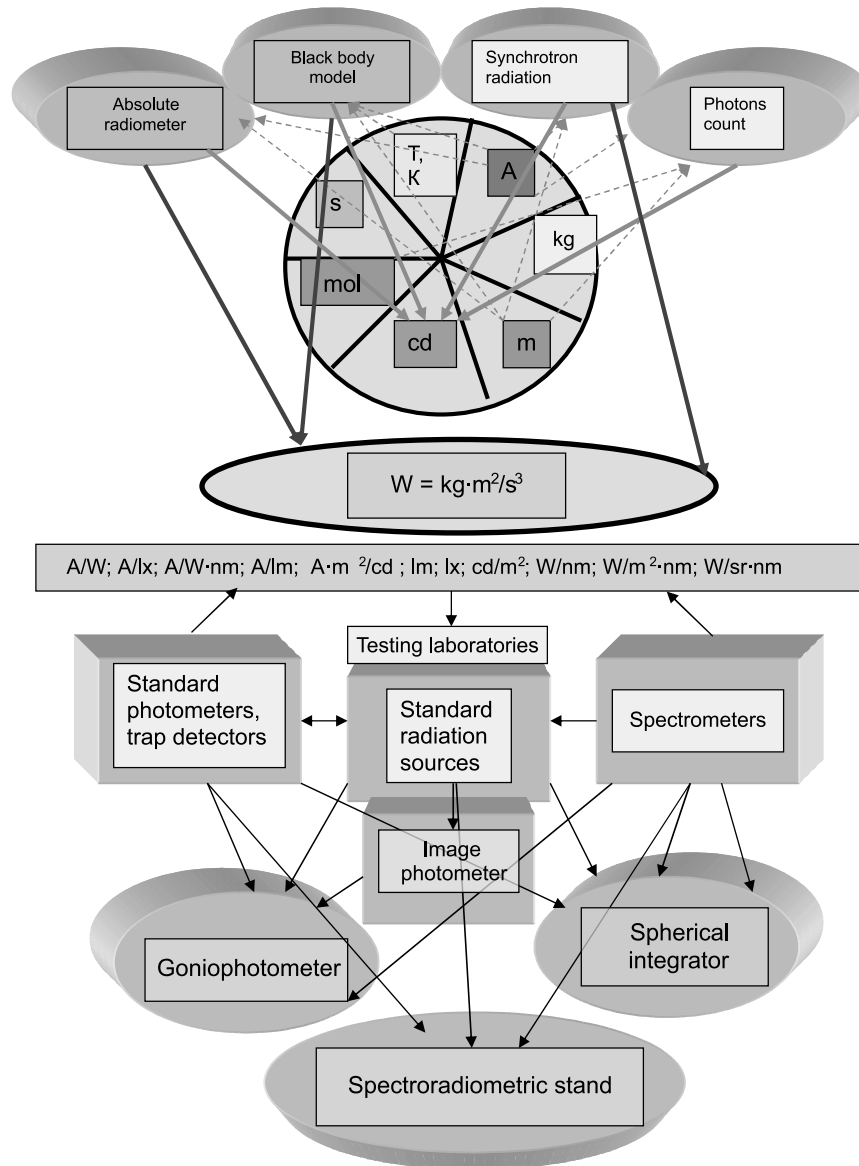 Black body
model
Synchrotron
radiation
Absolute
radiometer
Photons
count
T,
K
A
s
kg
mol
cd
m
W = kg·m²/s³
A/W; A/lx; A/W·nm; A/lm; A·m ²/cd ; lm; lx; cd/m²; W/nm; W/m²·nm; W/sr·nm
Testing laboratories
Standard
photometers,
trap detectors
Standard
radiation
sources
Spectrometers
Image
photometer
Goniophotometer
Spherical
integrator
Spectroradiometric stand